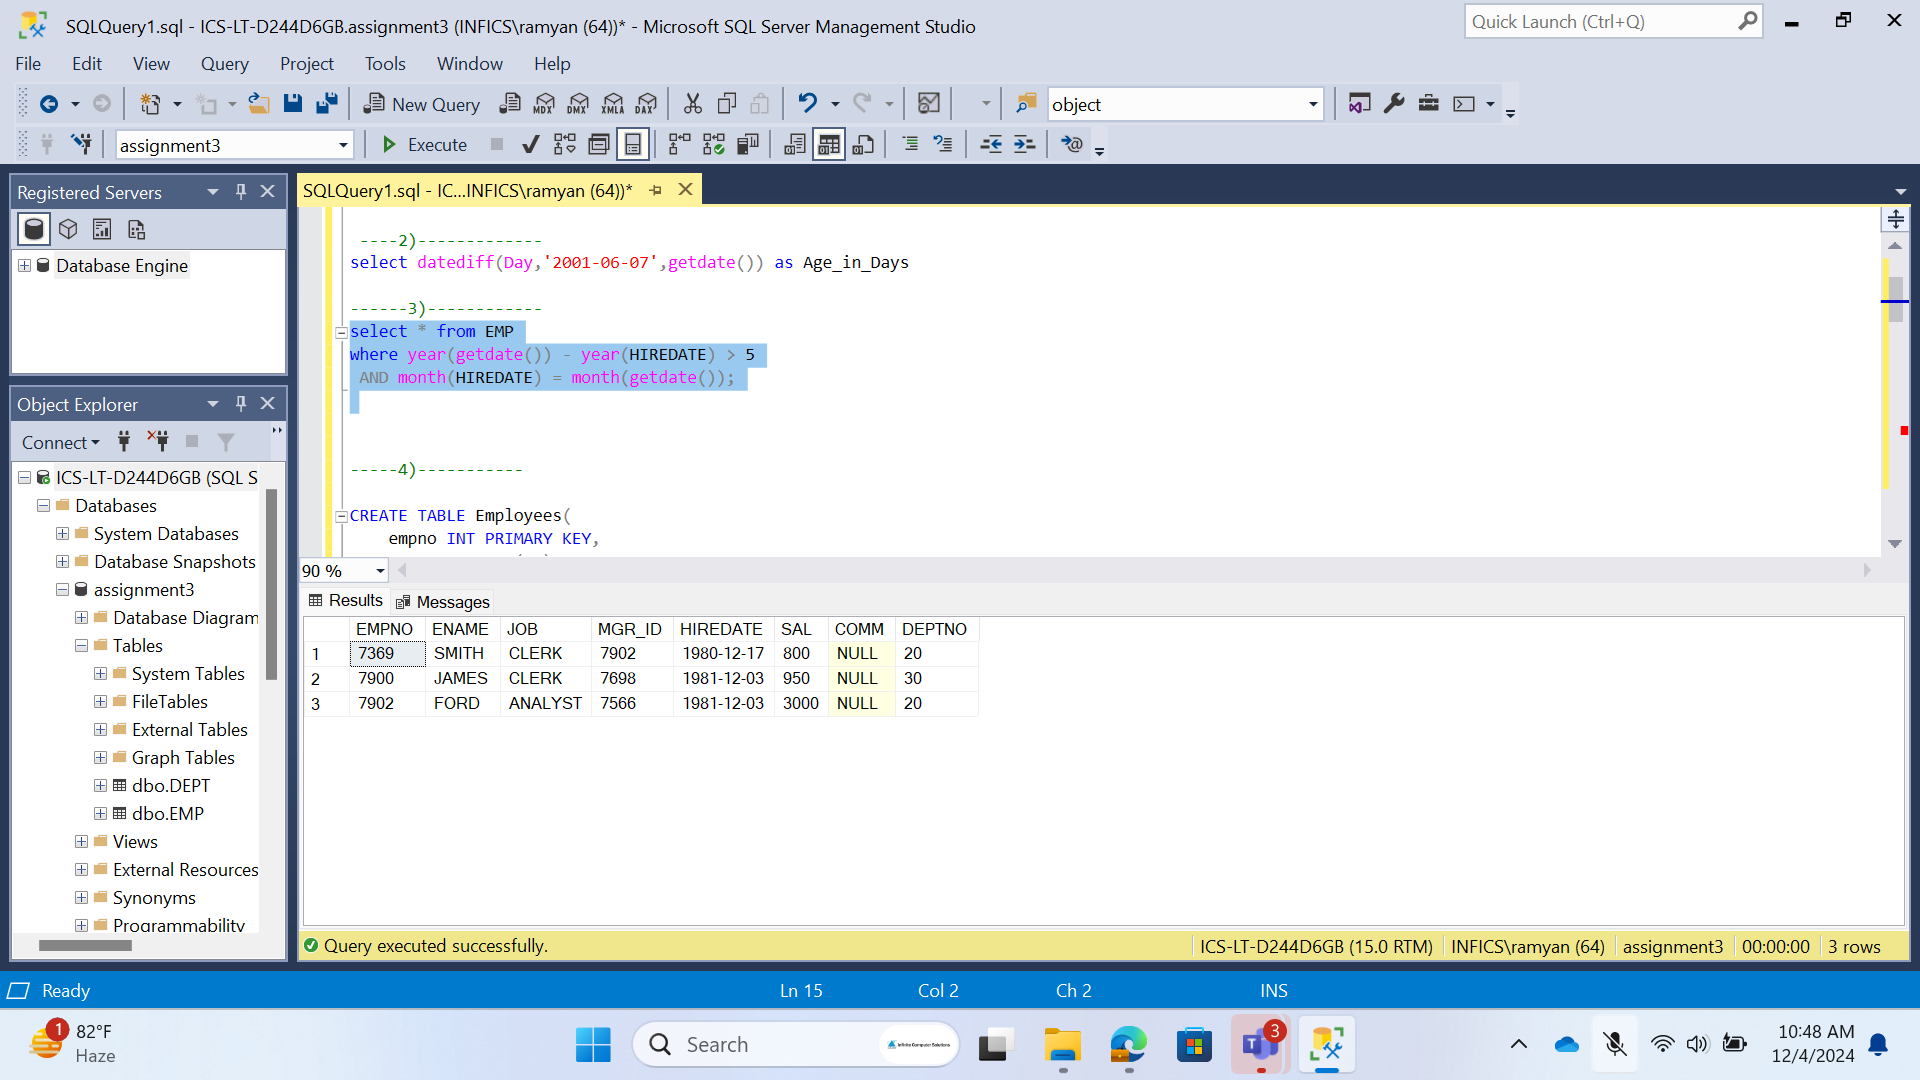 SQLQuery1.sql - ICS-LT-D244D6GB.assignment3 (INFICS\ramyan (64))* - Microsoft SQL Server Management Studio
Quick Launch (Ctrl+Q)
File Edit View Query Project Tools Window Help
New Query MDX DMX XMLA DAX object
assignment3 Execute
Registered Servers
Database Engine
Object Explorer
Connect
ICS-LT-D244D6GB (SQL S
Databases
System Databases
Database Snapshots
assignment3
Database Diagram
Tables
System Tables
FileTables
External Tables
Graph Tables
dbo.DEPT
dbo.EMP
Views
External Resources
Synonyms
Programmability
SQLQuery1.sql - IC...INFICS\ramyan (64))*
----2)-------------
select datediff(Day,'2001-06-07',getdate()) as Age_in_Days
------3)------------
select * from EMP
where year(getdate()) - year(HIREDATE) > 5
AND month(HIREDATE) = month(getdate());
-----4)-----------
CREATE TABLE Employees(
empno INT PRIMARY KEY,
90 %
Results Messages
EMPNO ENAME JOB MGR_ID HIREDATE SAL COMM DEPTNO
1 7369 SMITH CLERK 7902 1980-12-17 800 NULL 20
2 7900 JAMES CLERK 7698 1981-12-03 950 NULL 30
3 7902 FORD ANALYST 7566 1981-12-03 3000 NULL 20
Query executed successfully. ICS-LT-D244D6GB (15.0 RTM) INFICS\ramyan (64) assignment3 00:00:00 3 rows
Ready Ln 15 Col 2 Ch 2 INS
1 82°F
Haze
Search Infinite Computer Solutions
3
10:48 AM
12/4/2024